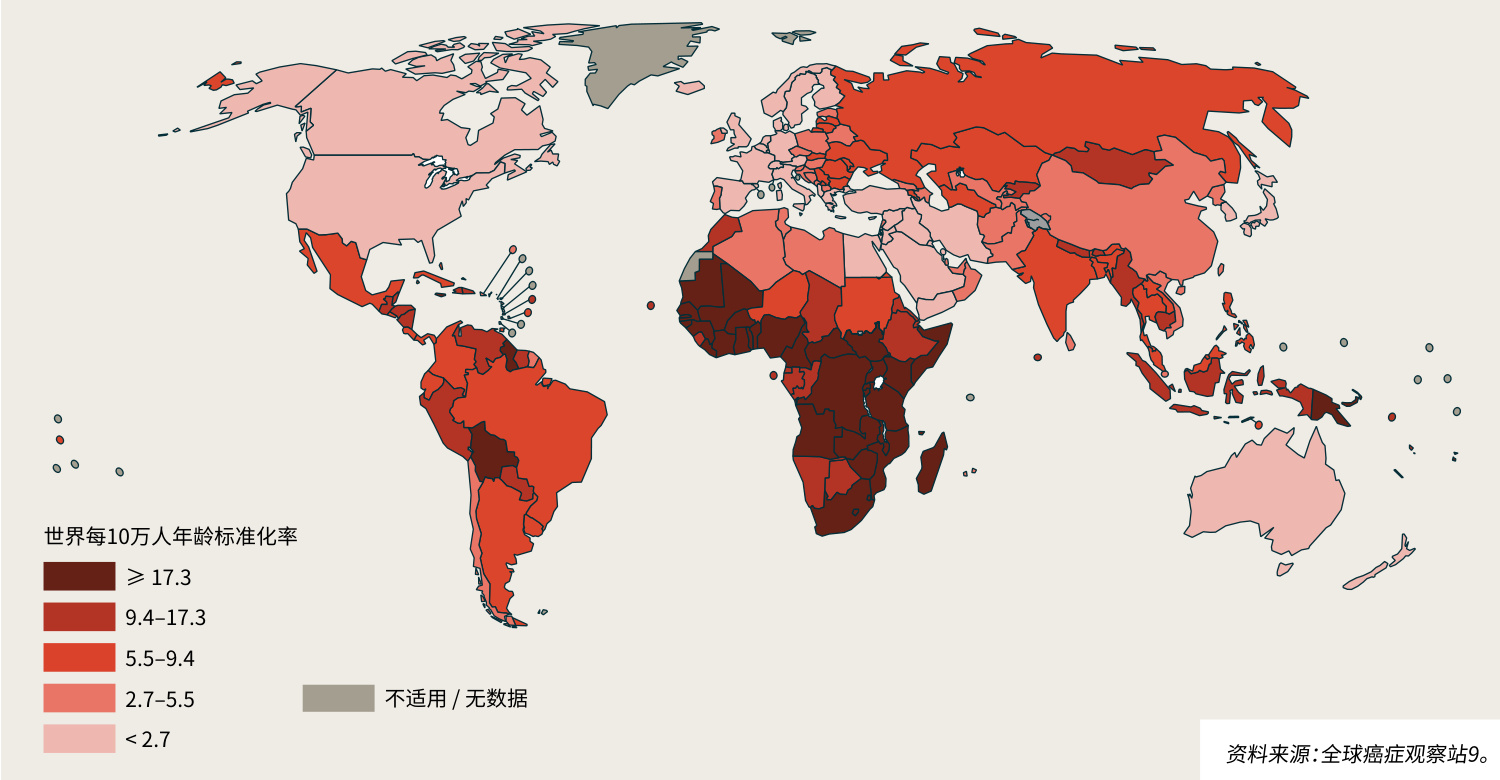 世界每10万人年龄标准化率
⩾ 17.3
9.4–17.3
5.5–9.4
2.7–5.5
< 2.7
不适用 / 无数据
资料来源：全球癌症观察站9。